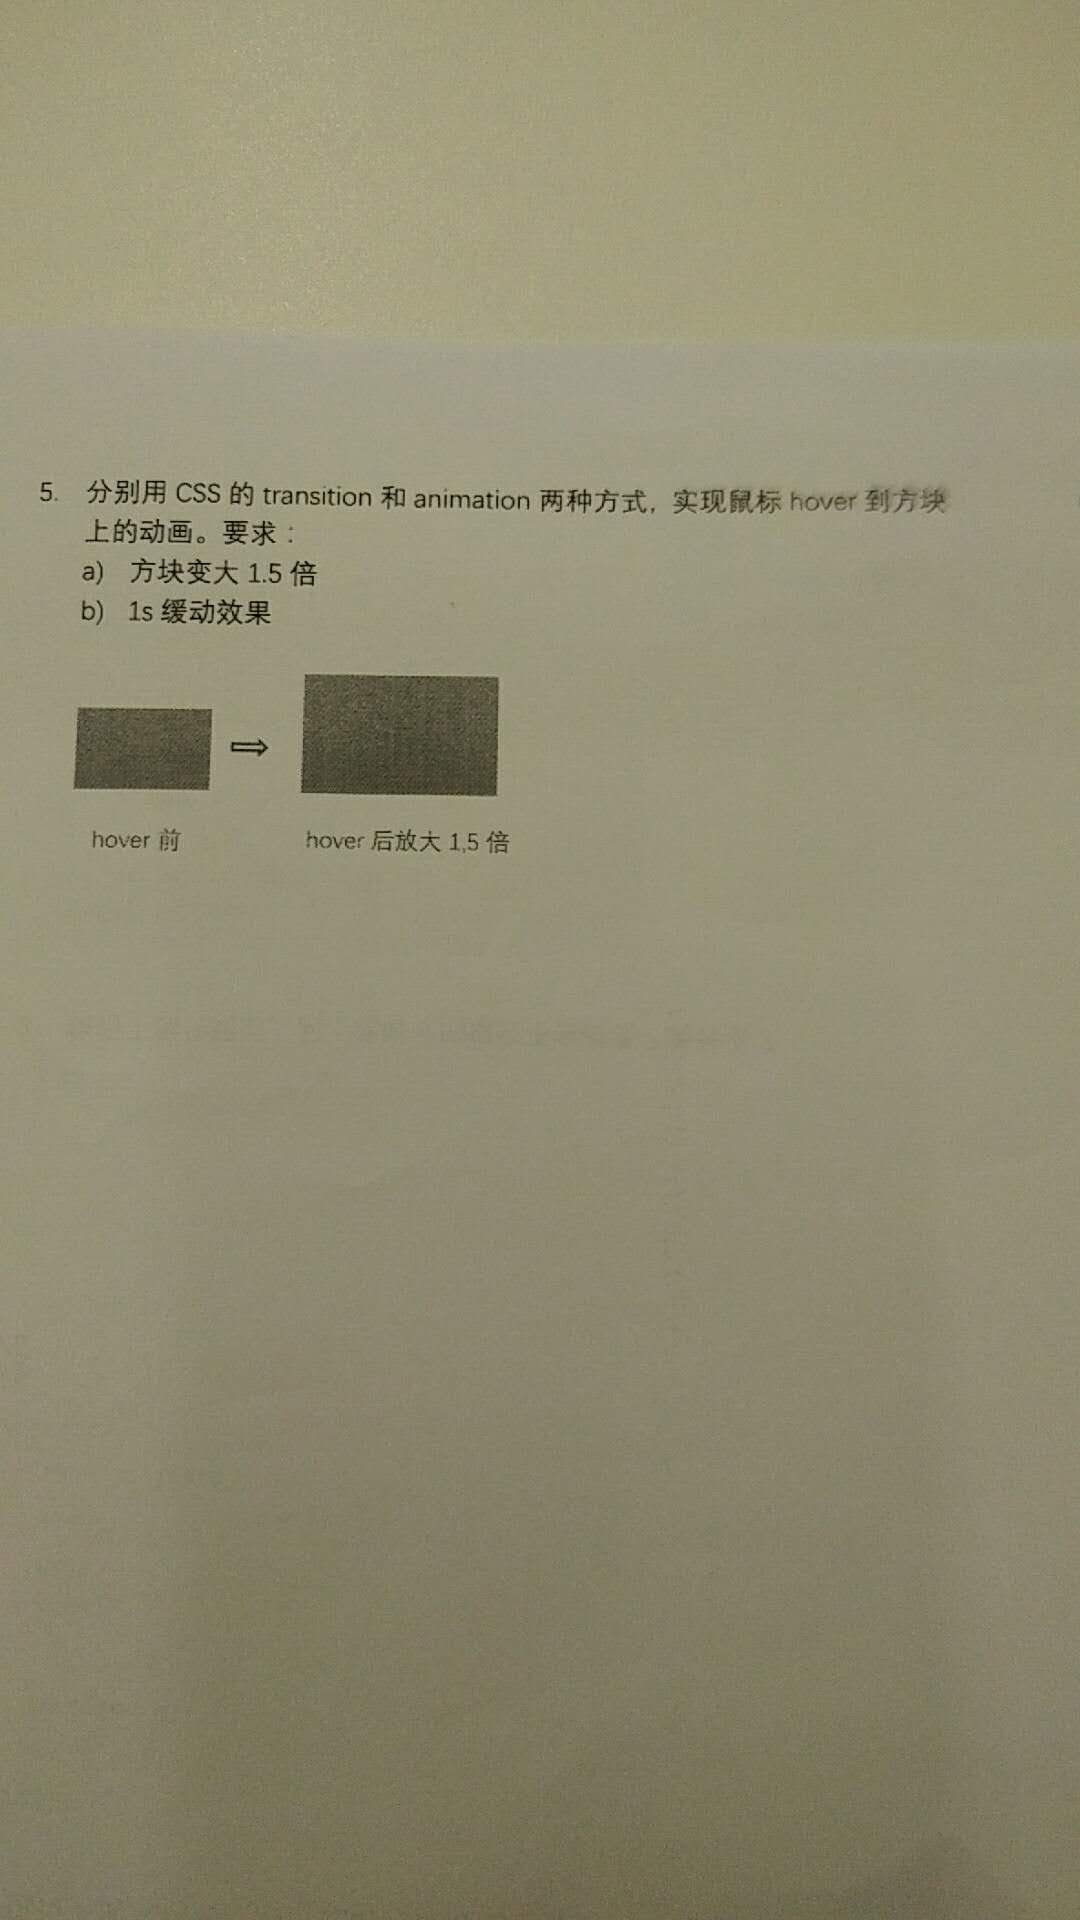 5. 分别用 CSS 的 transition 和 animation 两种方式，实现鼠标 hover 到方块
上的动画。要求：
a) 方块变大 1.5 倍
b) 1s 缓动效果
hover 前
hover 后放大 1,5 倍